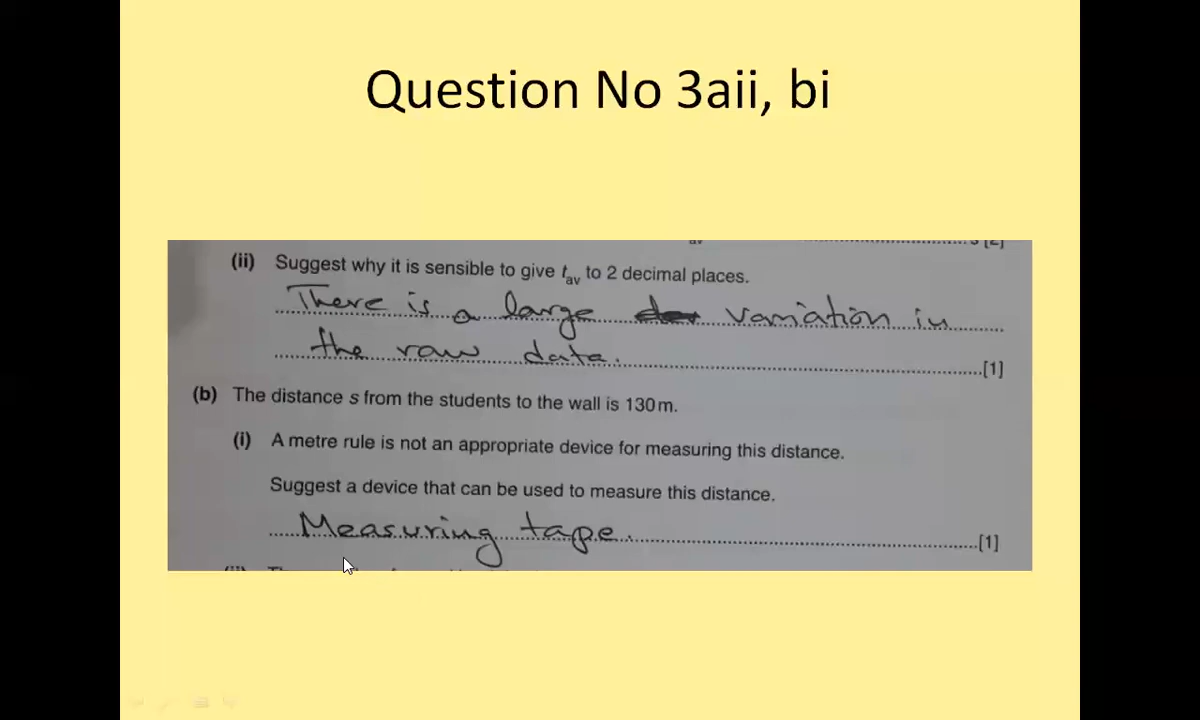 Question No 3aii, bi
av
s [2]
(ii) Suggest why it is sensible to give tav to 2 decimal places.
There is a large variation in
the raw data.
[1]
(b) The distance s from the students to the wall is 130 m.
(i) A metre rule is not an appropriate device for measuring this distance.
Suggest a device that can be used to measure this distance.
Measuring tape.
[1]